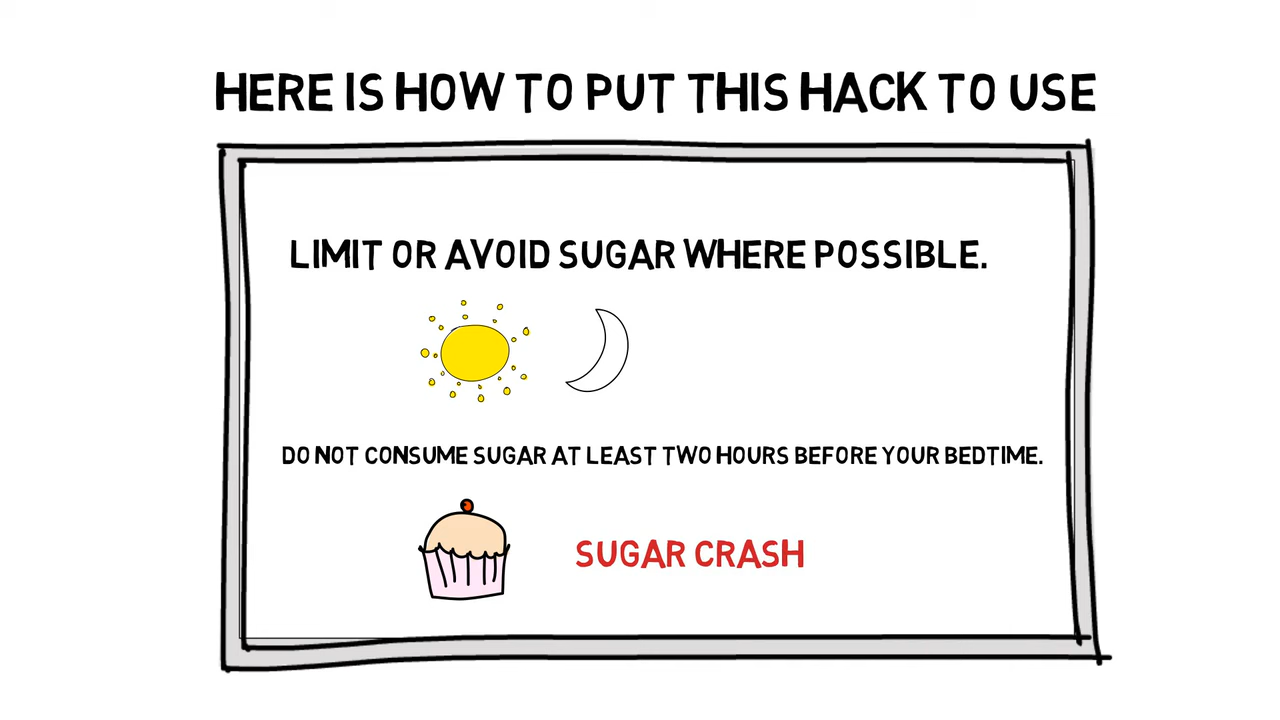 HERE IS HOW TO PUT THIS HACK TO USE
LIMIT OR AVOID SUGAR WHERE POSSIBLE.
DO NOT CONSUME SUGAR AT LEAST TWO HOURS BEFORE YOUR BEDTIME.
SUGAR CRASH